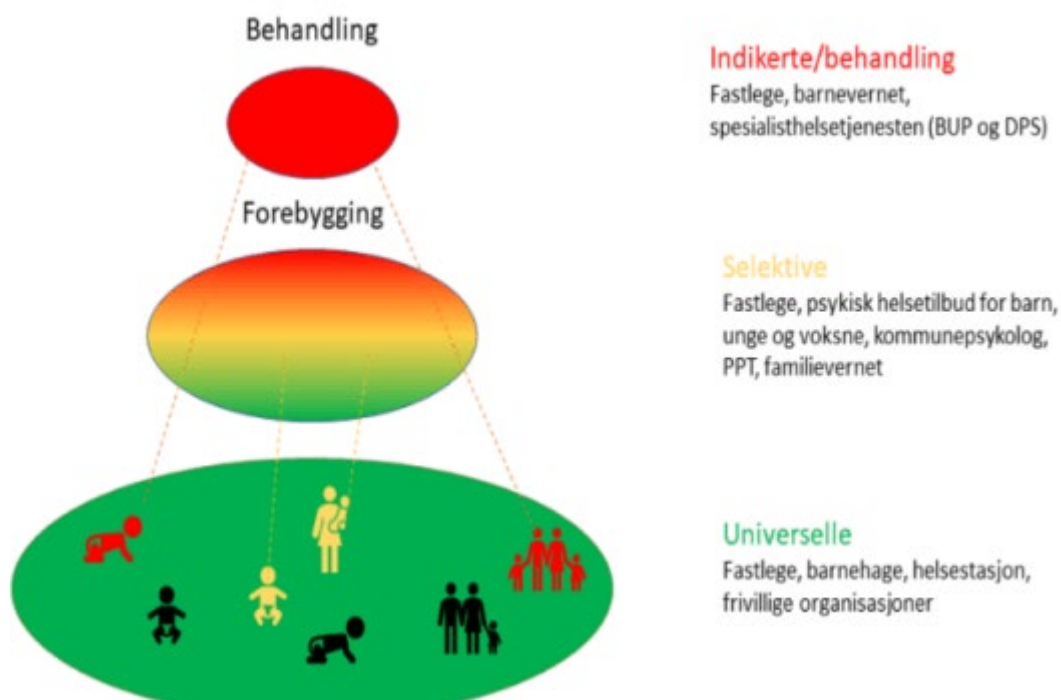 Behandling
Indikerte/behandling
Fastlege, barnevernet,
spesialisthelsetjenesten (BUP og DPS)
Forebygging
Selektive
Fastlege, psykisk helsetilbud for barn,
unge og voksne, kommunepsykolog,
PPT, familievernet
Universelle
Fastlege, barnehage, helsestasjon,
frivillige organisasjoner